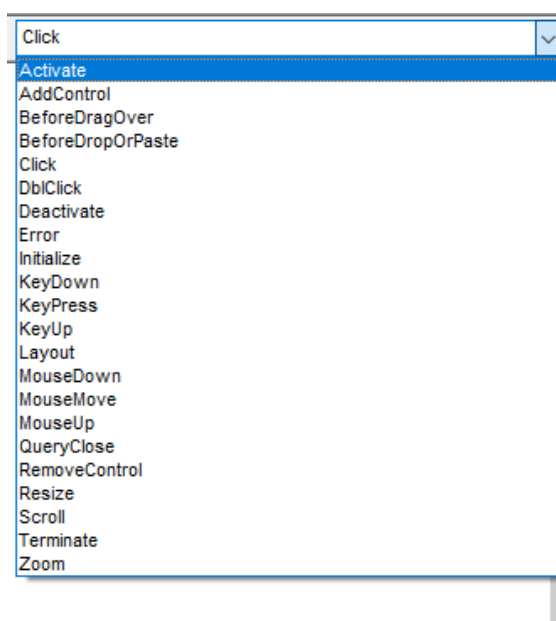 Click
Activate
AddControl
BeforeDragOver
BeforeDropOrPaste
Click
DblClick
Deactivate
Error
Initialize
KeyDown
KeyPress
KeyUp
Layout
MouseDown
MouseMove
MouseUp
QueryClose
RemoveControl
Resize
Scroll
Terminate
Zoom